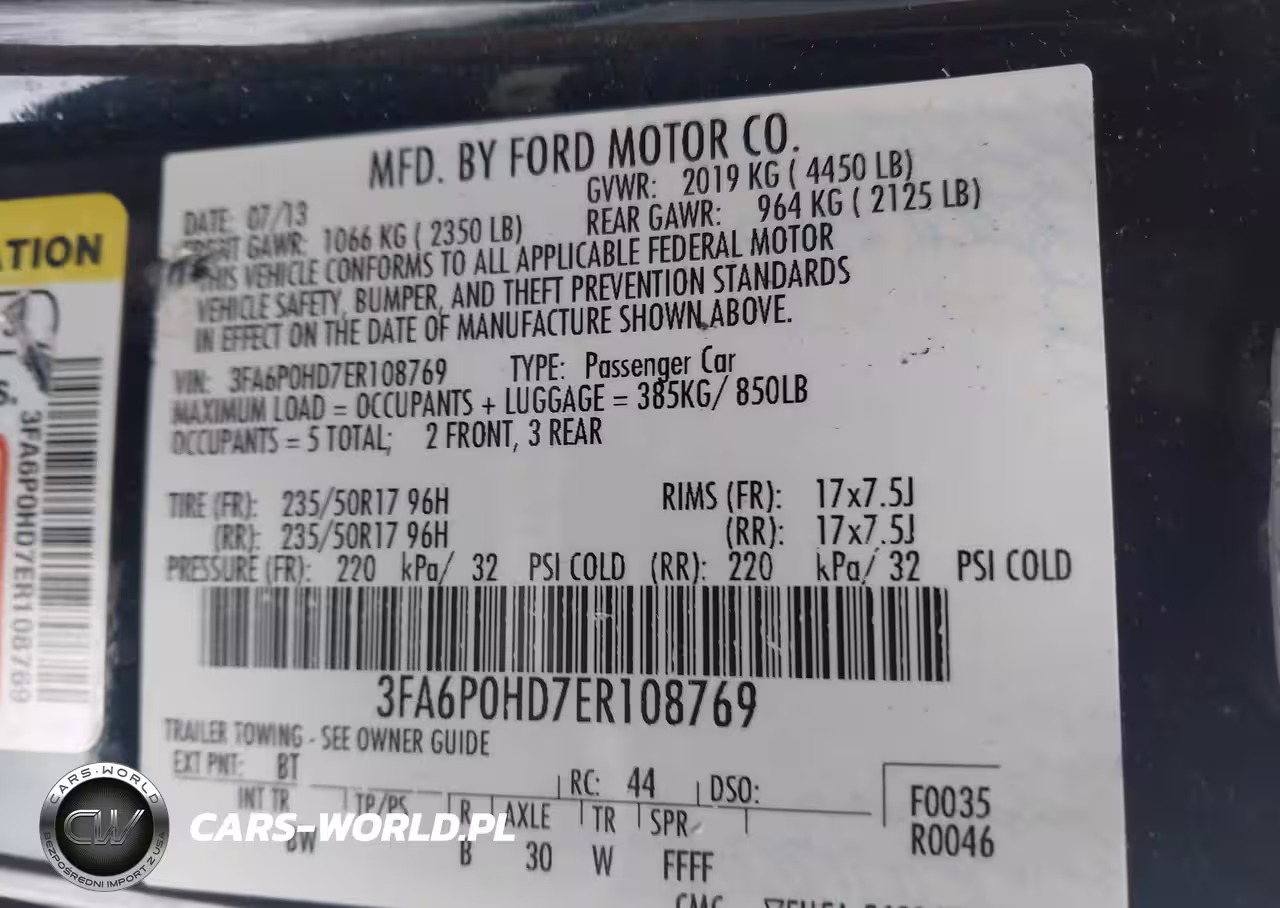 MFD. BY FORD MOTOR CO.
DATE: 07/13 GVWR: 2019 KG ( 4450 LB)
FRONT GAWR: 1066 KG ( 2350 LB) REAR GAWR: 964 KG ( 2125 LB)
THIS VEHICLE CONFORMS TO ALL APPLICABLE FEDERAL MOTOR
VEHICLE SAFETY, BUMPER, AND THEFT PREVENTION STANDARDS
IN EFFECT ON THE DATE OF MANUFACTURE SHOWN ABOVE.
VIN: 3FA6P0HD7ER108769 TYPE: Passenger Car
MAXIMUM LOAD = OCCUPANTS + LUGGAGE = 385KG/ 850LB
OCCUPANTS = 5 TOTAL; 2 FRONT, 3 REAR
TIRE (FR): 235/50R17 96H RIMS (FR): 17x7.5J
(RR): 235/50R17 96H (RR): 17x7.5J
PRESSURE (FR): 220 kPa/ 32 PSI COLD (RR): 220 kPa/ 32 PSI COLD
3FA6P0HD7ER108769
TRAILER TOWING - SEE OWNER GUIDE
EXT PNT: BT RC: 44 DSO: F0035
INT TR TP/PS R AXLE TR SPR R0046
BW B 30 W FFFF
ATION
S.
3FA6P0HD7ER108769
CARS-WORLD
CW
BEZPOŚREDNI IMPORT Z USA
CARS-WORLD.PL